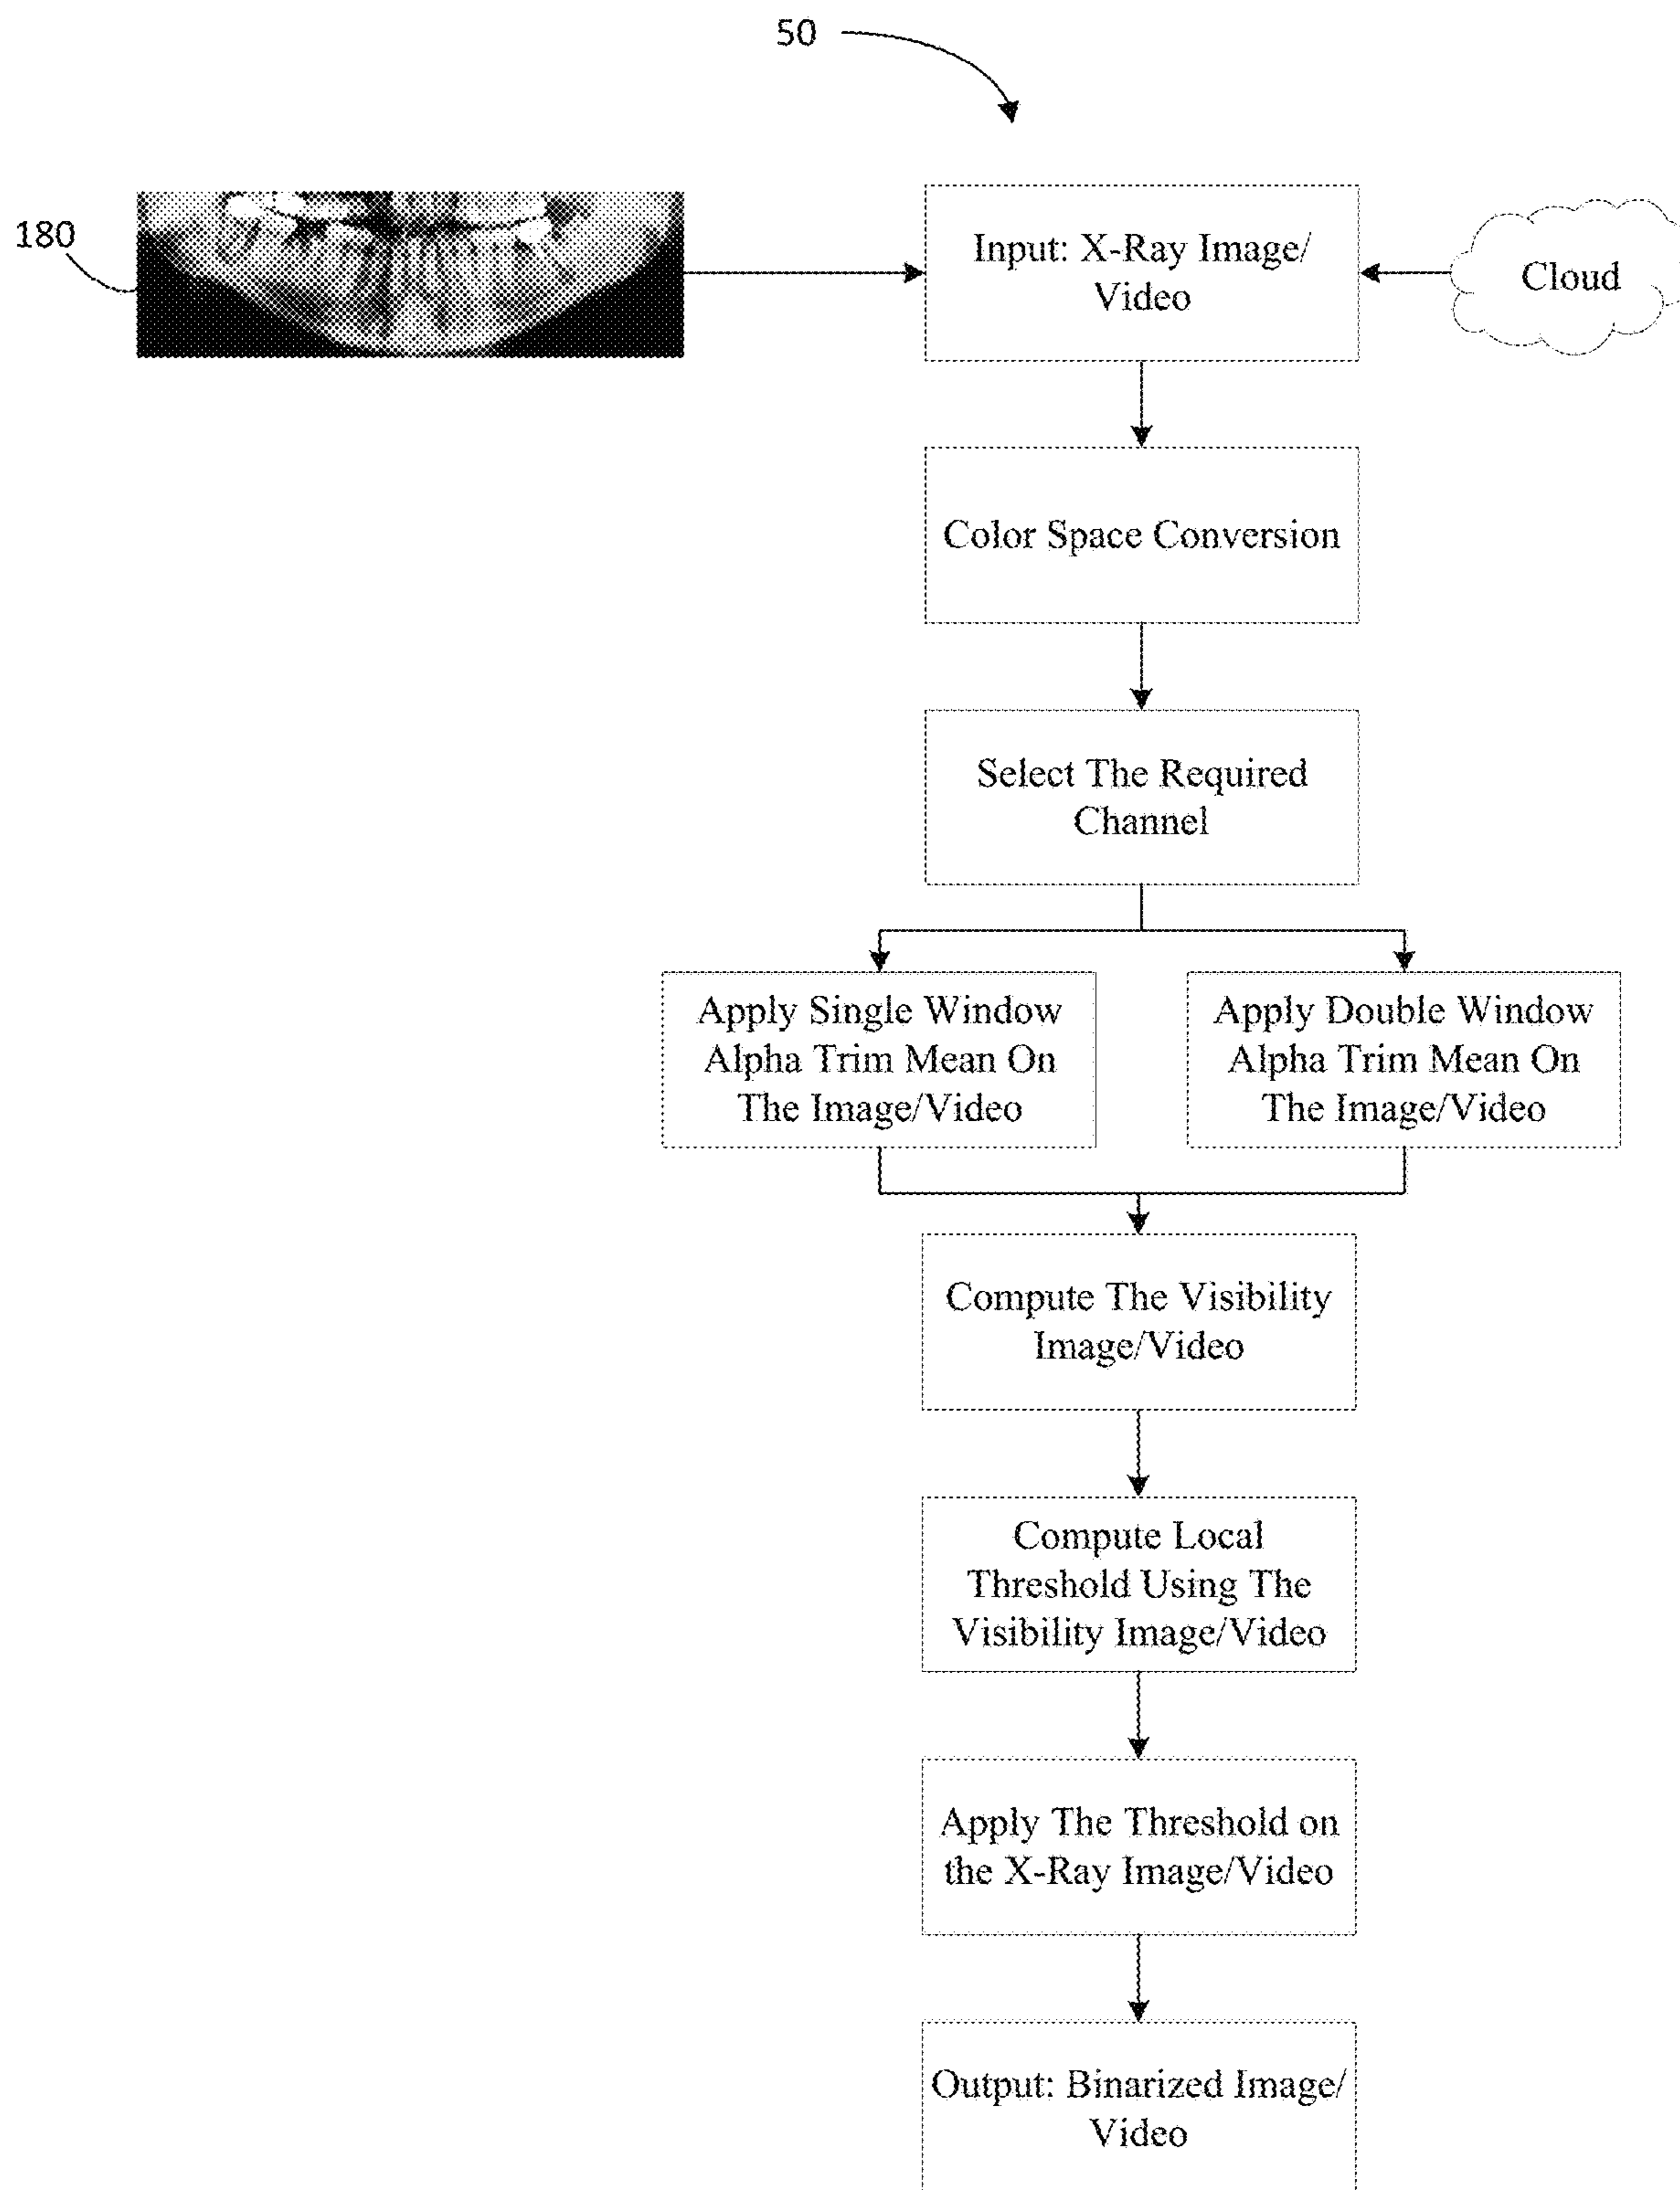 50
180
Input: X-Ray Image/
Video
Cloud
Color Space Conversion
Select The Required
Channel
Apply Single Window
Alpha Trim Mean On
The Image/Video
Apply Double Window
Alpha Trim Mean On
The Image/Video
Compute The Visibility
Image/Video
Compute Local
Threshold Using The
Visibility Image/Video
Apply The Threshold on
the X-Ray Image/Video
Output: Binarized Image/
Video